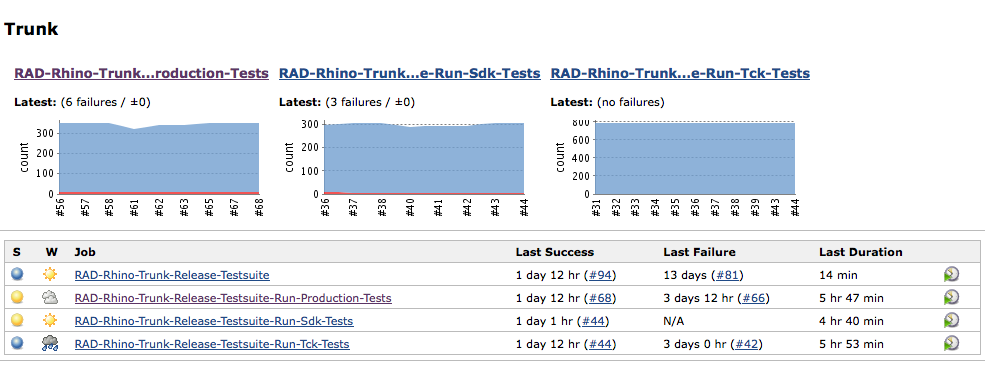 Trunk
RAD-Rhino-Trunk...roduction-Tests RAD-Rhino-Trunk...e-Run-Sdk-Tests RAD-Rhino-Trunk...e-Run-Tck-Tests
Latest: (6 failures / ±0) Latest: (3 failures / ±0) Latest: (no failures)
count 300 200 100 0
#56 #57 #58 #61 #62 #63 #65 #67 #68
count 300 200 100 0
#36 #37 #38 #40 #41 #42 #43 #44
count 800 600 400 200 0
#31 #32 #33 #34 #35 #36 #37 #38 #39 #43 #44
S W Job Last Success Last Failure Last Duration
RAD-Rhino-Trunk-Release-Testsuite 1 day 12 hr (#94) 13 days (#81) 14 min
RAD-Rhino-Trunk-Release-Testsuite-Run-Production-Tests 1 day 12 hr (#68) 3 days 12 hr (#66) 5 hr 47 min
RAD-Rhino-Trunk-Release-Testsuite-Run-Sdk-Tests 1 day 1 hr (#44) N/A 4 hr 40 min
RAD-Rhino-Trunk-Release-Testsuite-Run-Tck-Tests 1 day 12 hr (#44) 3 days 0 hr (#42) 5 hr 53 min